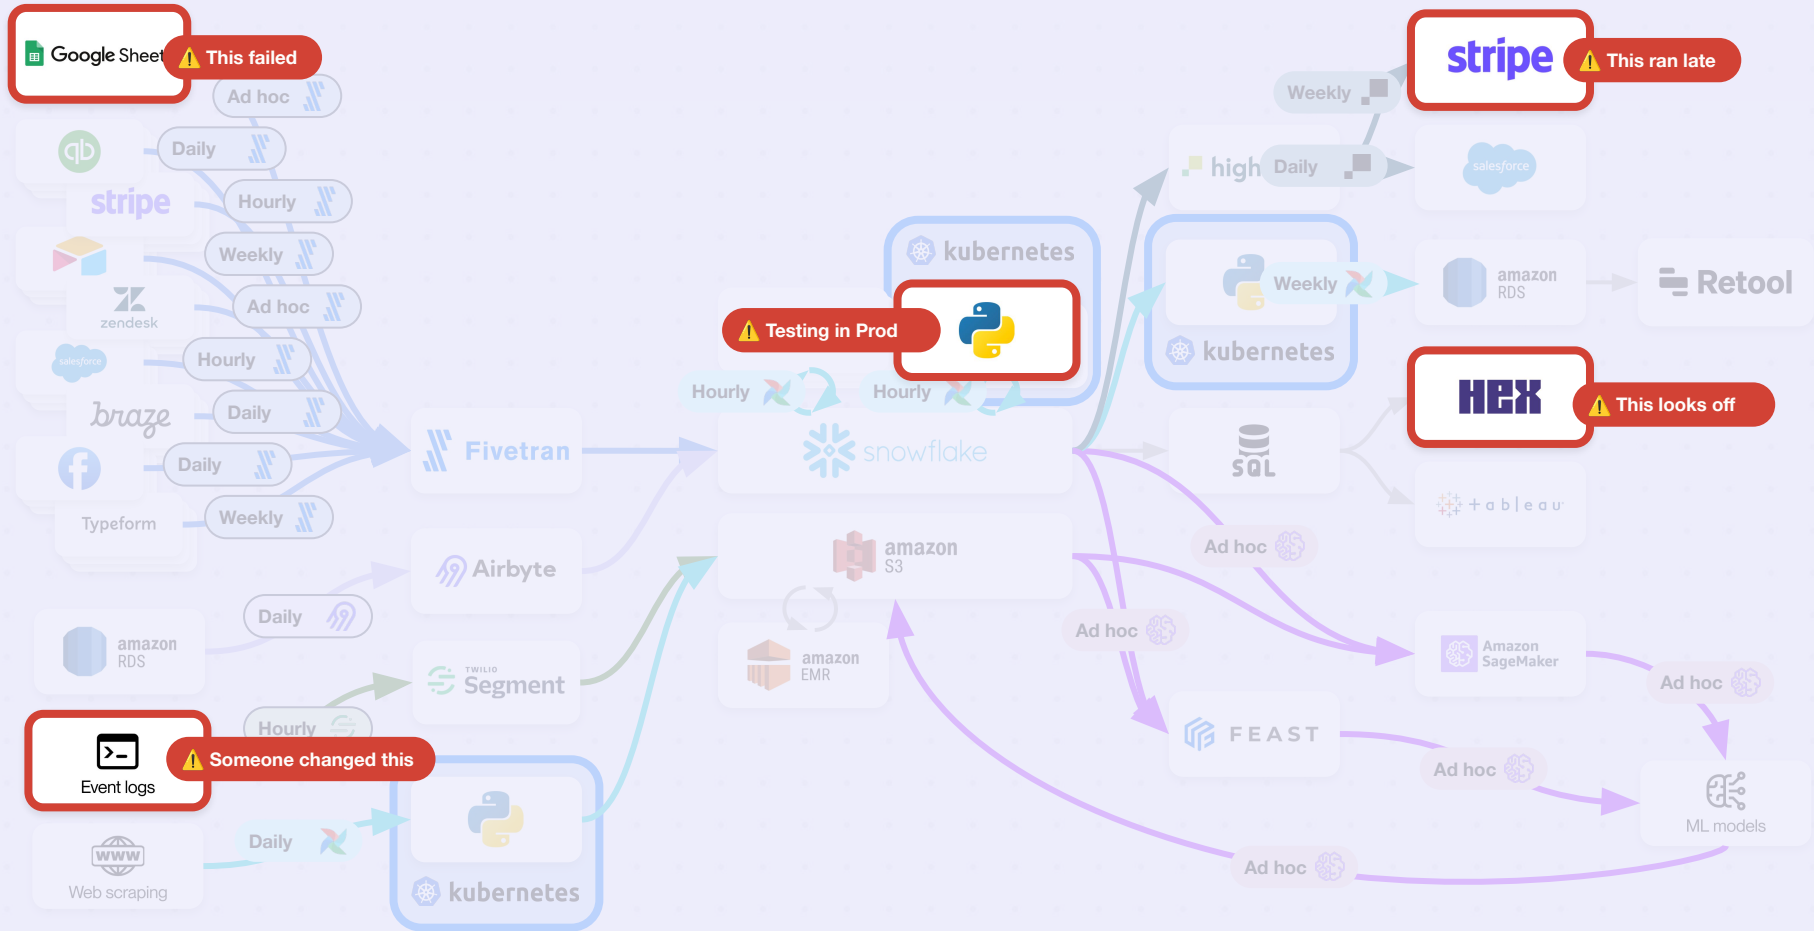 Google Sheet
This failed
Ad hoc
qb
Daily
stripe
Hourly
Weekly
zendesk
Ad hoc
salesforce
Hourly
braze
Daily
Daily
Typeform
Weekly
Fivetran
Airbyte
amazon
RDS
Daily
TWILIO
Segment
Hourly
Event logs
Someone changed this
www
Web scraping
Daily
kubernetes
kubernetes
Testing in Prod
Hourly
Hourly
snowflake
amazon
S3
amazon
EMR
stripe
This ran late
Weekly
high
Daily
salesforce
Weekly
kubernetes
amazon
RDS
Retool
HEX
This looks off
SQL
tableau
Ad hoc
Ad hoc
Amazon
SageMaker
Ad hoc
FEAST
Ad hoc
ML models
Ad hoc